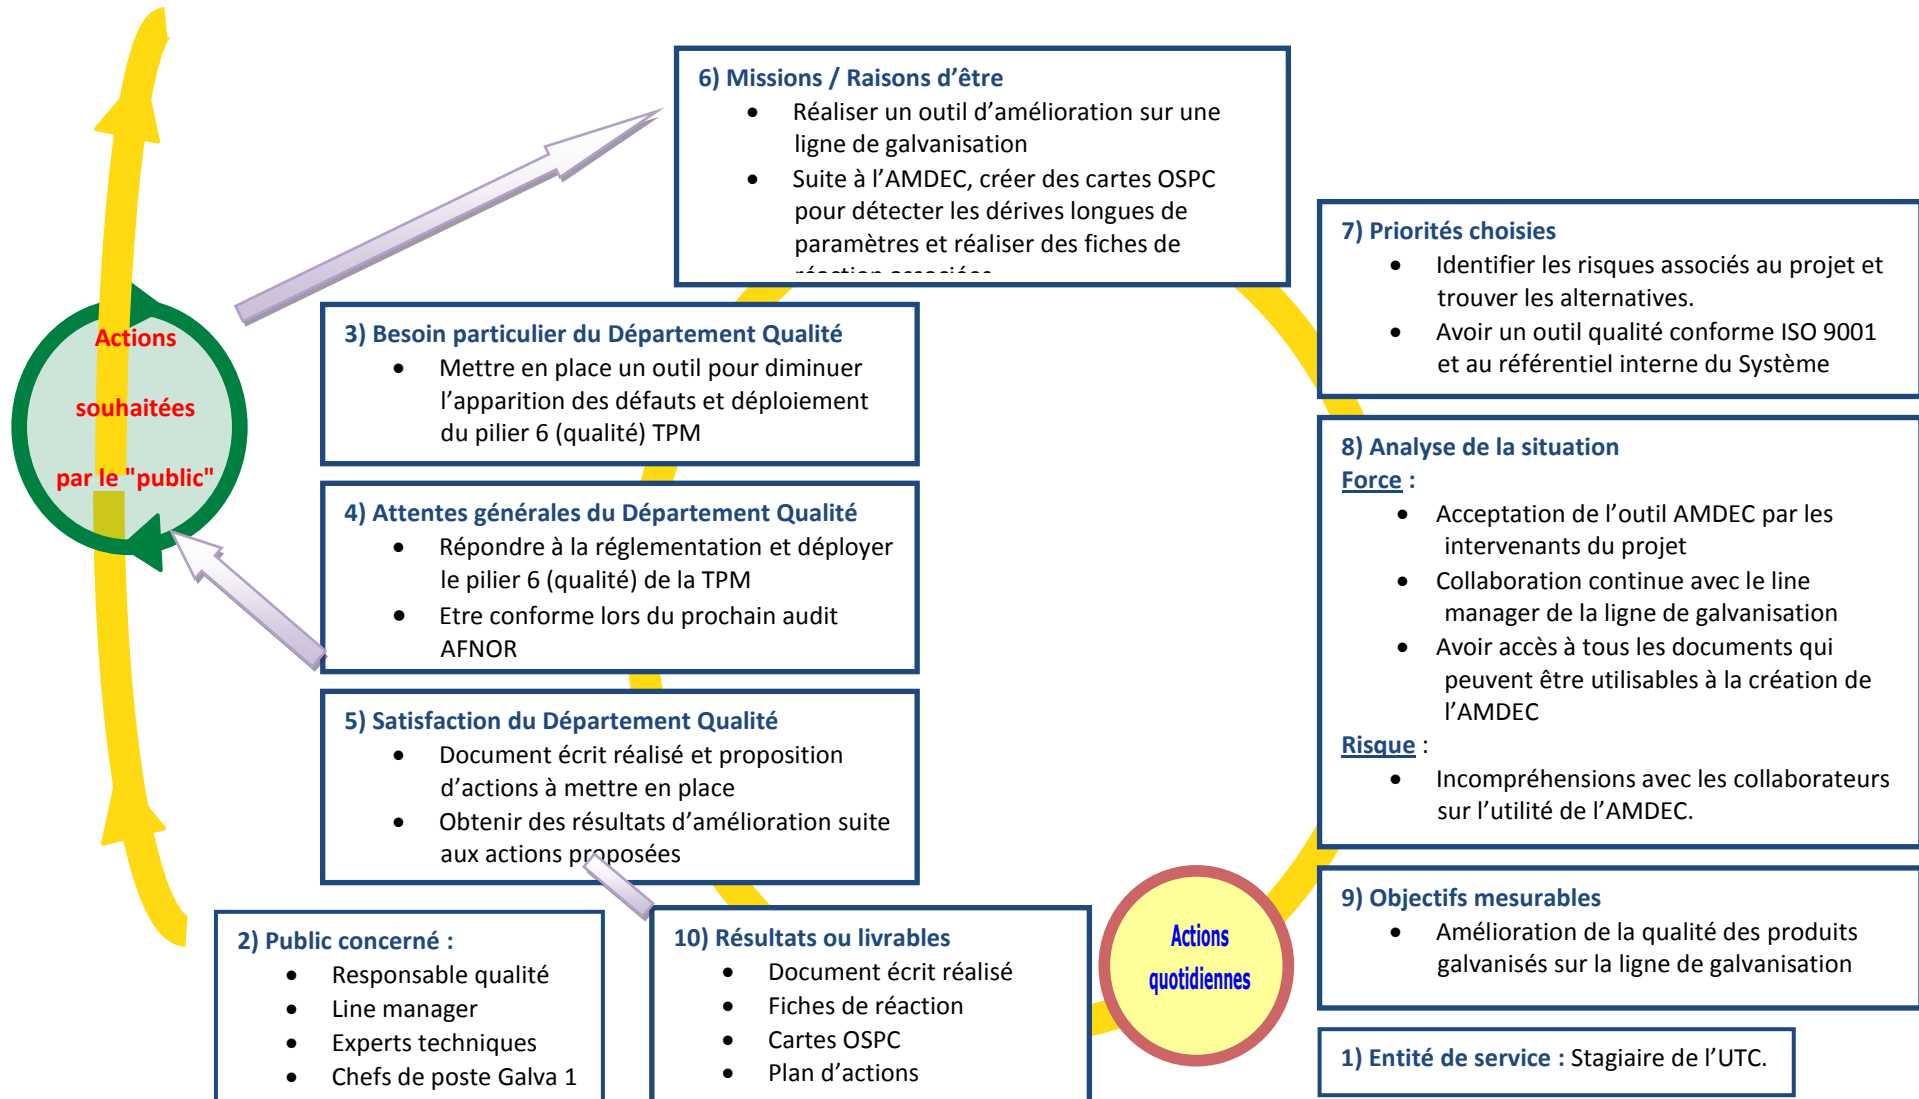 6) Missions / Raisons d’être
• Réaliser un outil d’amélioration sur une
ligne de galvanisation
• Suite à l’AMDEC, créer des cartes OSPC
pour détecter les dérives longues de
paramètres et réaliser des fiches de
réaction associées
Actions
souhaitées
par le "public"
3) Besoin particulier du Département Qualité
• Mettre en place un outil pour diminuer
l’apparition des défauts et déploiement
du pilier 6 (qualité) TPM
4) Attentes générales du Département Qualité
• Répondre à la réglementation et déployer
le pilier 6 (qualité) de la TPM
• Etre conforme lors du prochain audit
AFNOR
5) Satisfaction du Département Qualité
• Document écrit réalisé et proposition
d’actions à mettre en place
• Obtenir des résultats d’amélioration suite
aux actions proposées
2) Public concerné :
• Responsable qualité
• Line manager
• Experts techniques
• Chefs de poste Galva 1
10) Résultats ou livrables
• Document écrit réalisé
• Fiches de réaction
• Cartes OSPC
• Plan d’actions
Actions
quotidiennes
7) Priorités choisies
• Identifier les risques associés au projet et
trouver les alternatives.
• Avoir un outil qualité conforme ISO 9001
et au référentiel interne du Système
8) Analyse de la situation
Force :
• Acceptation de l’outil AMDEC par les
intervenants du projet
• Collaboration continue avec le line
manager de la ligne de galvanisation
• Avoir accès à tous les documents qui
peuvent être utilisables à la création de
l’AMDEC
Risque :
• Incompréhensions avec les collaborateurs
sur l’utilité de l’AMDEC.
9) Objectifs mesurables
• Amélioration de la qualité des produits
galvanisés sur la ligne de galvanisation
1) Entité de service : Stagiaire de l’UTC.